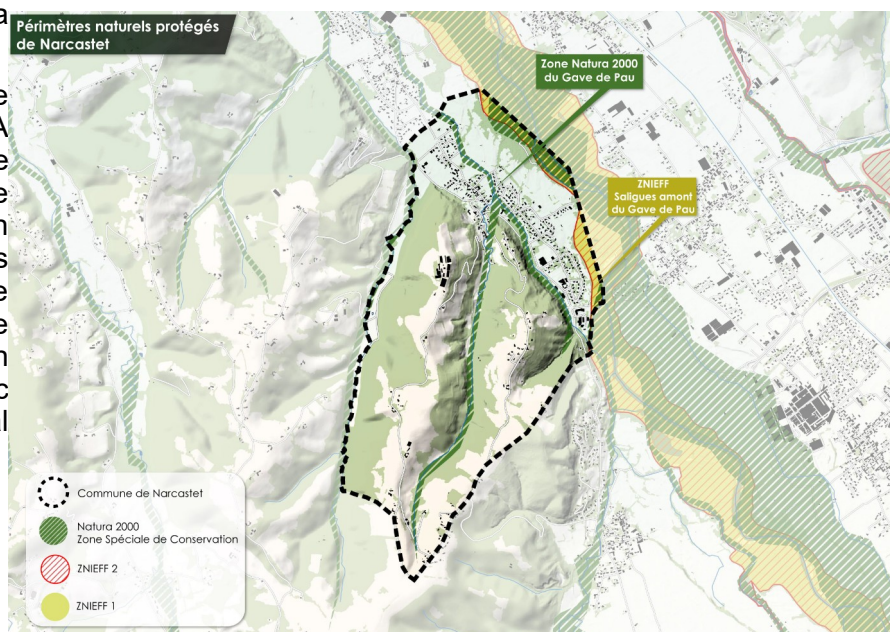 a
Périmètres naturels protégés
de Narcastet
e
A
e
e
n
s
e
e
n
c
l
Zone Natura 2000
du Gave de Pau
ZNIEFF
Saligues amont
du Gave de Pau
Commune de Narcastet
Natura 2000
Zone Spéciale de Conservation
ZNIEFF 2
ZNIEFF 1